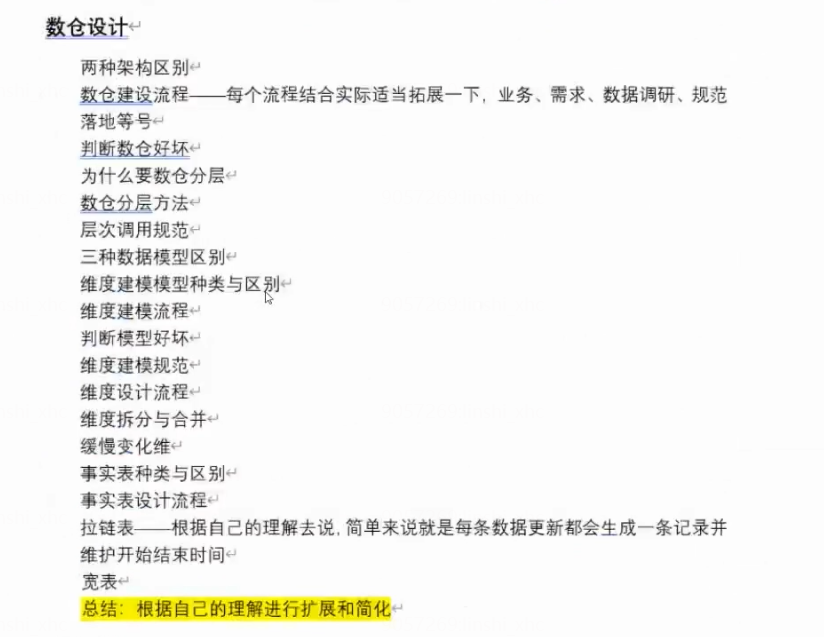 数仓设计
两种架构区别
数仓建设流程——每个流程结合实际适当拓展一下，业务、需求、数据调研、规范
落地等号
判断数仓好坏
为什么要数仓分层
数仓分层方法
层次调用规范
三种数据模型区别
维度建模模型种类与区别
维度建模流程
判断模型好坏
维度建模规范
维度设计流程
维度拆分与合并
缓慢变化维
事实表种类与区别
事实表设计流程
拉链表——根据自己的理解去说，简单来说就是每条数据更新都会生成一条记录并
维护开始结束时间
宽表
总结：根据自己的理解进行扩展和简化